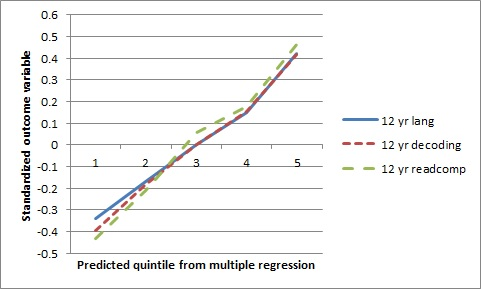 0.6
0.5
0.4
0.3
0.2
0.1
0
-0.1
-0.2
-0.3
-0.4
-0.5
Standardized outcome variable
1 2 3 4 5
Predicted quintile from multiple regression
12 yr lang
12 yr decoding
12 yr readcomp